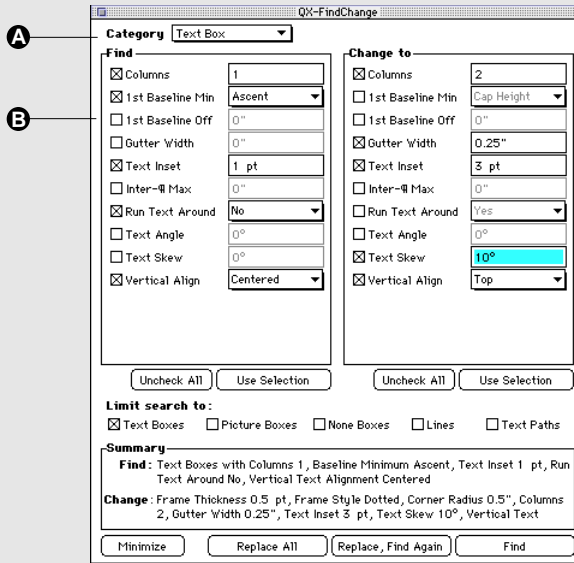 QX-FindChange
A
Category Text Box
Find
Change to
Columns 1
Columns 2
1st Baseline Min Ascent
1st Baseline Min Cap Height
B
1st Baseline Off 0"
1st Baseline Off 0"
Gutter Width 0"
Gutter Width 0.25"
Text Inset 1 pt
Text Inset 3 pt
Inter-¶ Max 0"
Inter-¶ Max 0"
Run Text Around No
Run Text Around Yes
Text Angle 0°
Text Angle 0°
Text Skew 0°
Text Skew 10°
Vertical Align Centered
Vertical Align Top
Uncheck All Use Selection
Uncheck All Use Selection
Limit search to:
Text Boxes Picture Boxes None Boxes Lines Text Paths
Summary
Find: Text Boxes with Columns 1, Baseline Minimum Ascent, Text Inset 1 pt, Run
Text Around No, Vertical Text Alignment Centered
Change: Frame Thickness 0.5 pt, Frame Style Dotted, Corner Radius 0.5", Columns
2, Gutter Width 0.25", Text Inset 3 pt, Text Skew 10°, Vertical Text
Minimize Replace All Replace, Find Again Find